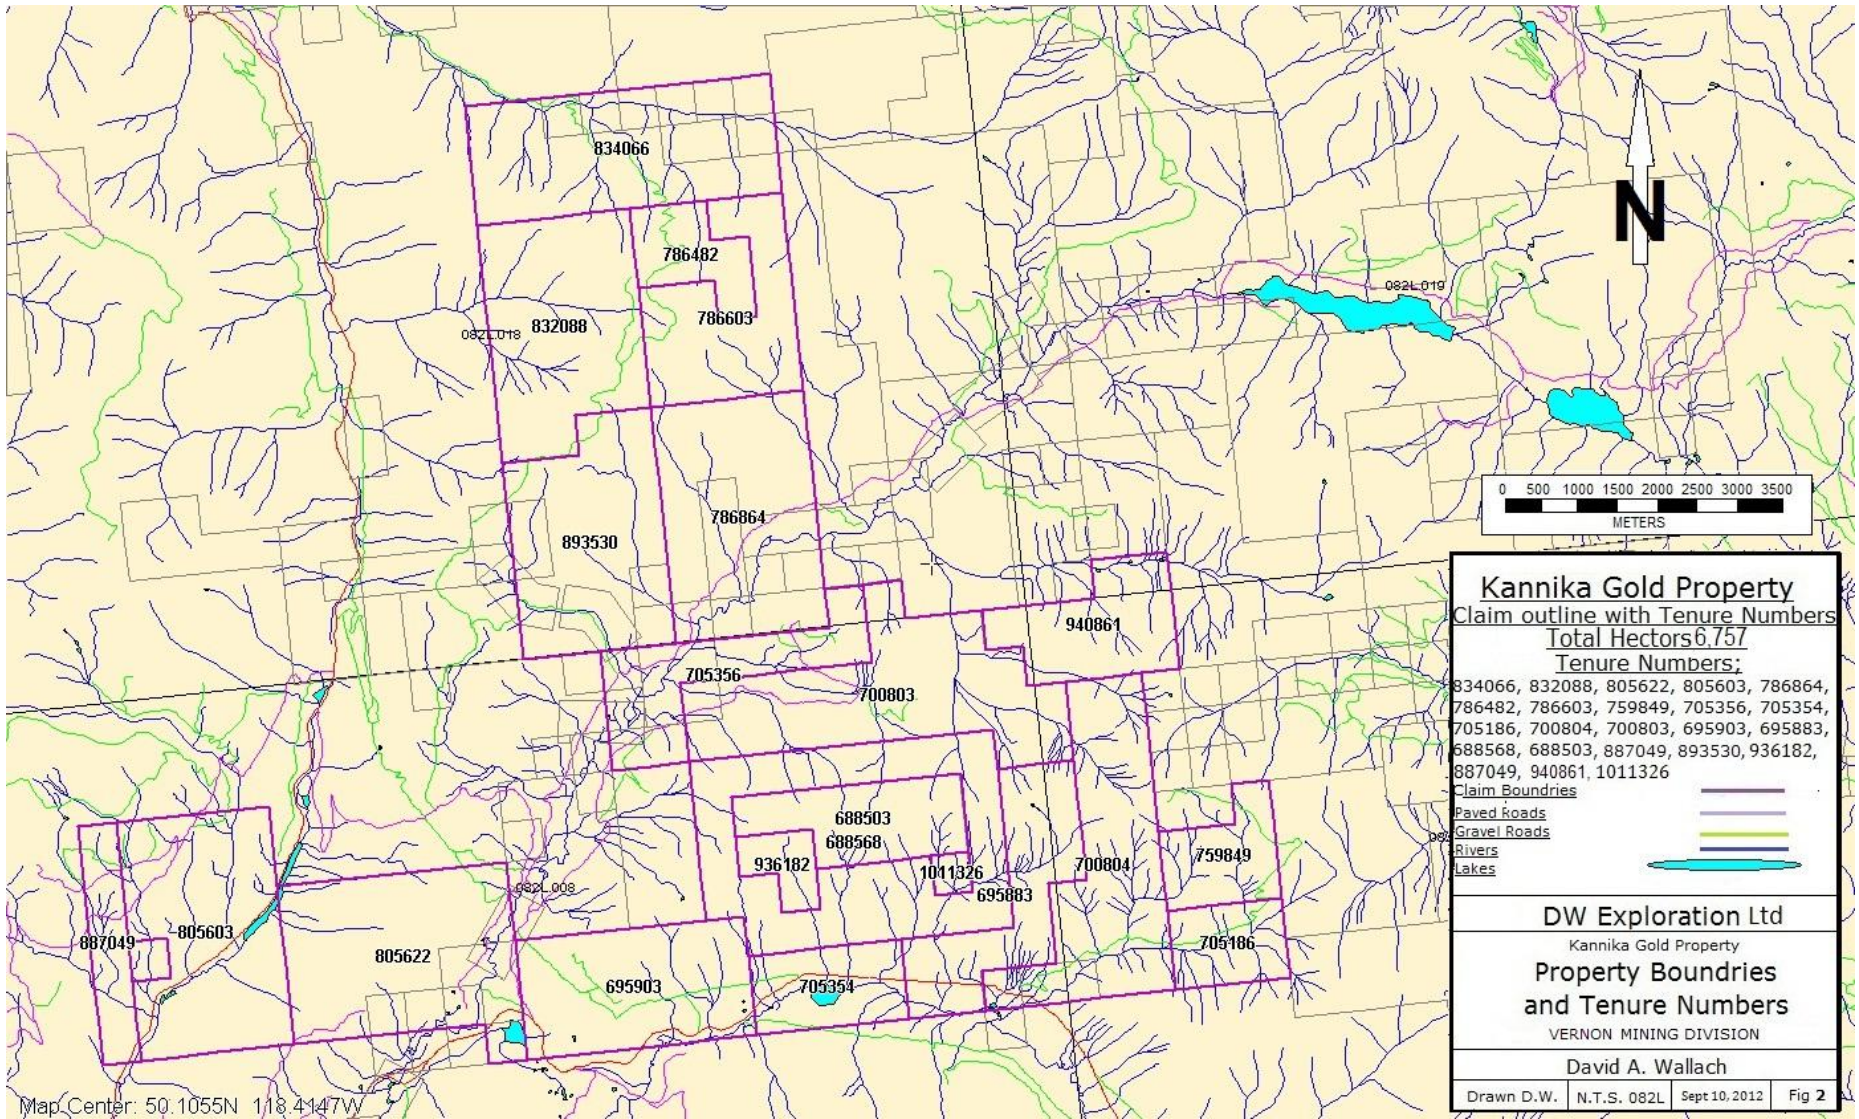 834066
786482
082L.019
786603
832088
082L.018
N
0 500 1000 1500 2000 2500 3000 3500
METERS
786864
893530
940861
705356
700803
688503
688568
936182
1011326
700804
759849
695883
082L.008
887049
805603
805622
705186
695903
705354
Map Center: 50.1055N 118.4147W
Kannika Gold Property
Claim outline with Tenure Numbers
Total Hectors 6,757
Tenure Numbers;
834066, 832088, 805622, 805603, 786864,
786482, 786603, 759849, 705356, 705354,
705186, 700804, 700803, 695903, 695883,
688568, 688503, 887049, 893530, 936182,
887049, 940861, 1011326
Claim Boundries
Paved Roads
Gravel Roads
Rivers
Lakes
DW Exploration Ltd
Kannika Gold Property
Property Boundries
and Tenure Numbers
VERNON MINING DIVISION
David A. Wallach
Drawn D.W. N.T.S. 082L Sept 10, 2012 Fig 2